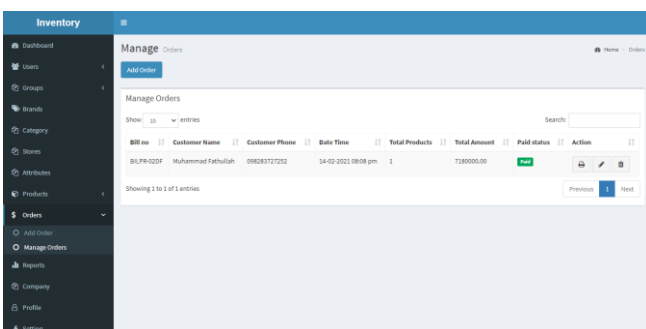 Inventory
Dashboard
Users
Groups
Brands
Category
Stores
Attributes
Products
$ Orders
Add Order
Manage Orders
Reports
Company
Profile
Setting
Manage Orders
Home > Orders
Add Order
Manage Orders
Show 10 entries
Search:
Bill no Customer Name Customer Phone Date Time Total Products Total Amount Paid status Action
BILPR-02DF Muhammad Fathullah 098283727252 14-02-2021 08:08 pm 1 7180000.00 Paid
Showing 1 to 1 of 1 entries
Previous 1 Next